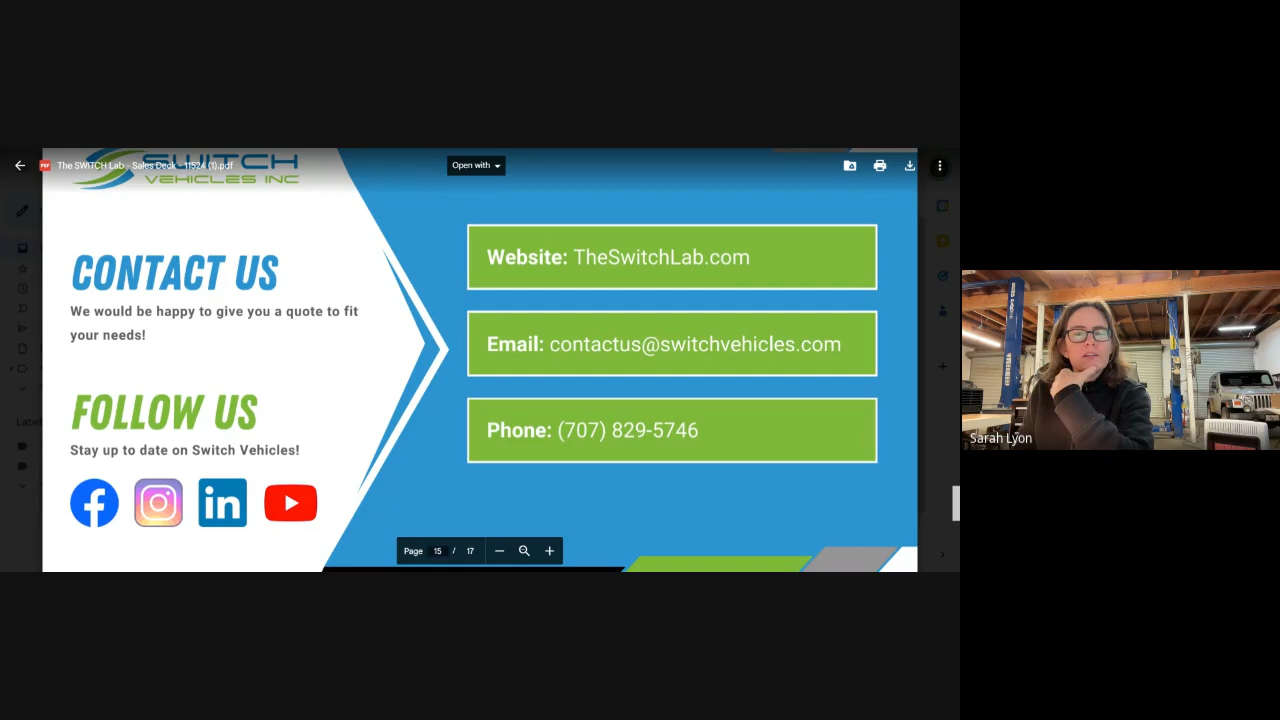 SWITCH
VEHICLES INC
The SWITCH Lab - Sales Deck - 11524 (1).pdf
Open with
CONTACT US
We would be happy to give you a quote to fit
your needs!
FOLLOW US
Stay up to date on Switch Vehicles!
Website: TheSwitchLab.com
Email: contactus@switchvehicles.com
Phone: (707) 829-5746
Page 15 / 17
Sarah Lyon